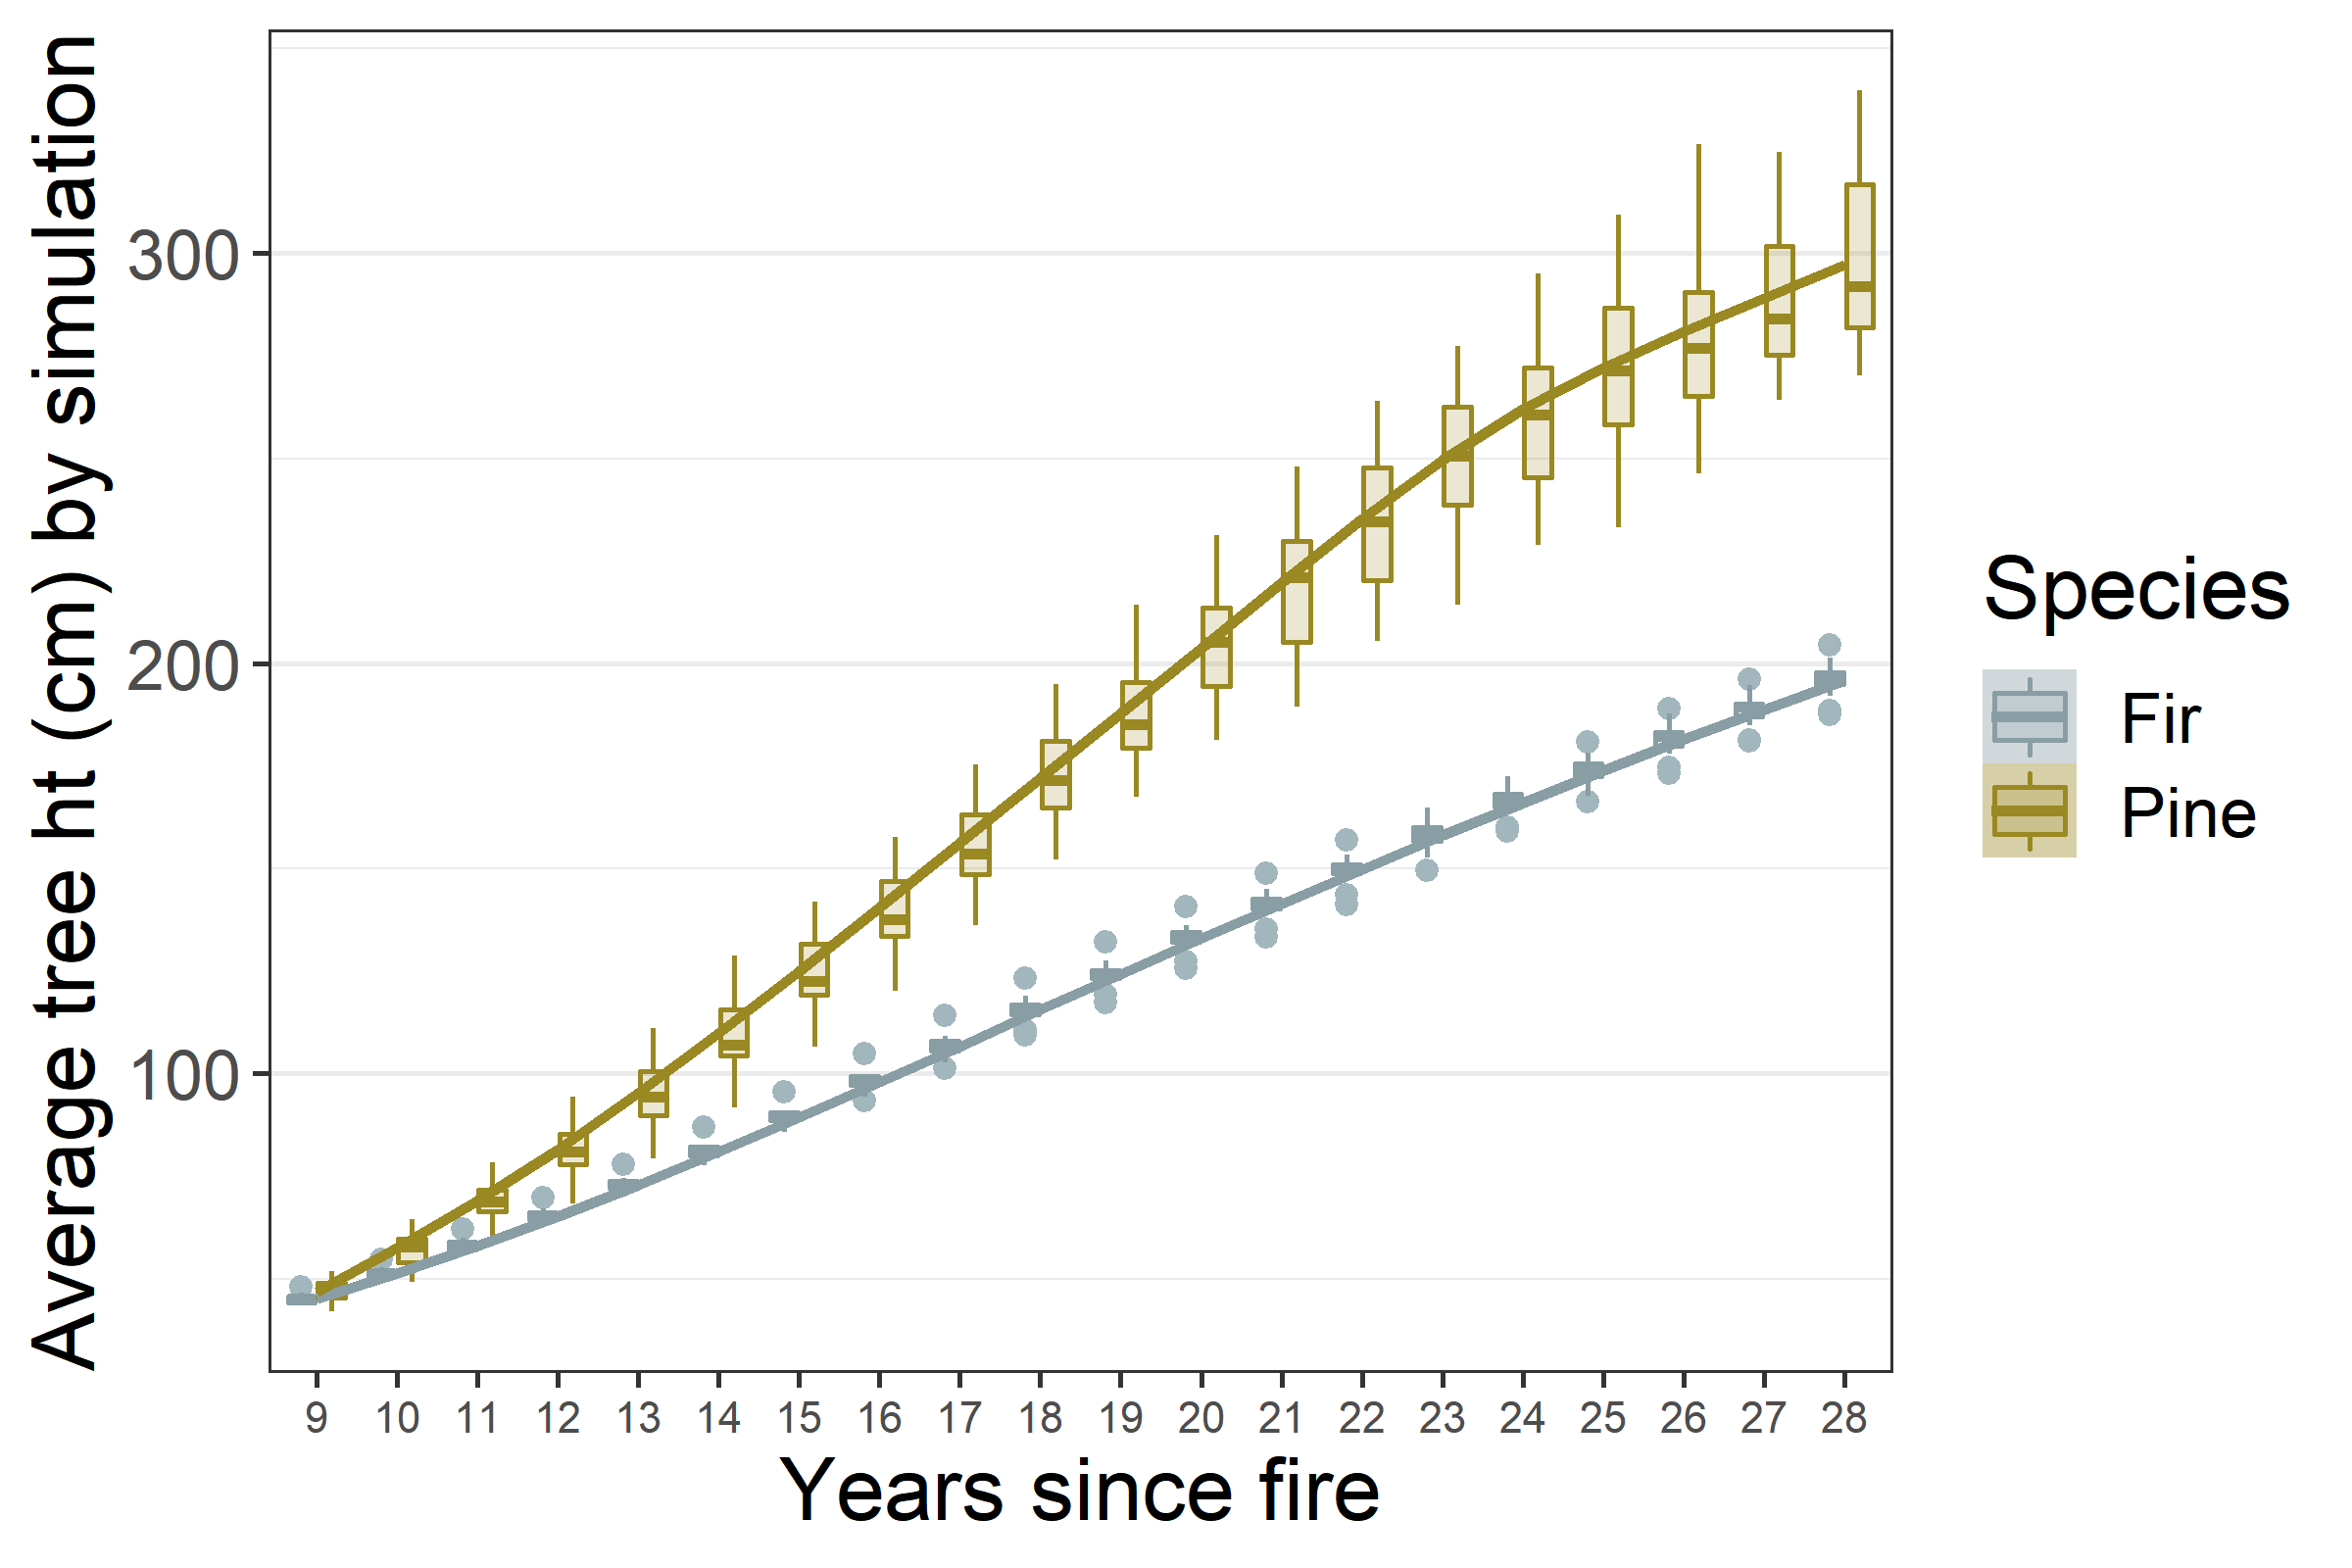 Average tree ht (cm) by simulation
300
200
100
9 10 11 12 13 14 15 16 17 18 19 20 21 22 23 24 25 26 27 28
Years since fire
Species
Fir
Pine